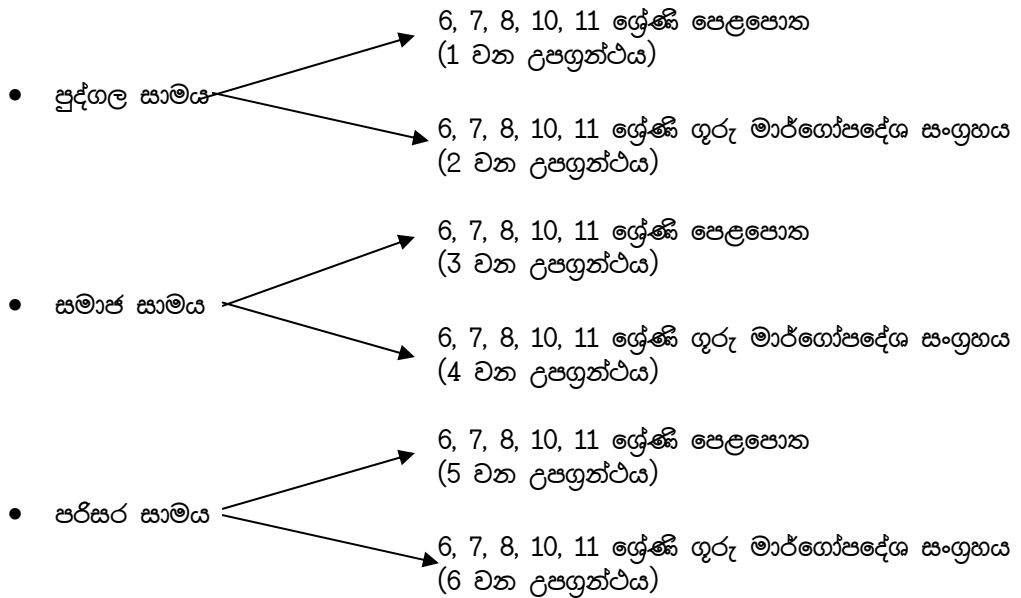 6, 7, 8, 10, 11 ශ්‍රේණි පෙළපොත
(1 වන උපග්‍රන්ථය)
• පුද්ගල සාමය
6, 7, 8, 10, 11 ශ්‍රේණි ගූරු මාර්ගෝපදේශ සංග්‍රහය
(2 වන උපග්‍රන්ථය)
6, 7, 8, 10, 11 ශ්‍රේණි පෙළපොත
(3 වන උපග්‍රන්ථය)
• සමාජ සාමය
6, 7, 8, 10, 11 ශ්‍රේණි ගූරු මාර්ගෝපදේශ සංග්‍රහය
(4 වන උපග්‍රන්ථය)
6, 7, 8, 10, 11 ශ්‍රේණි පෙළපොත
(5 වන උපග්‍රන්ථය)
• පරිසර සාමය
6, 7, 8, 10, 11 ශ්‍රේණි ගූරු මාර්ගෝපදේශ සංග්‍රහය
(6 වන උපග්‍රන්ථය)